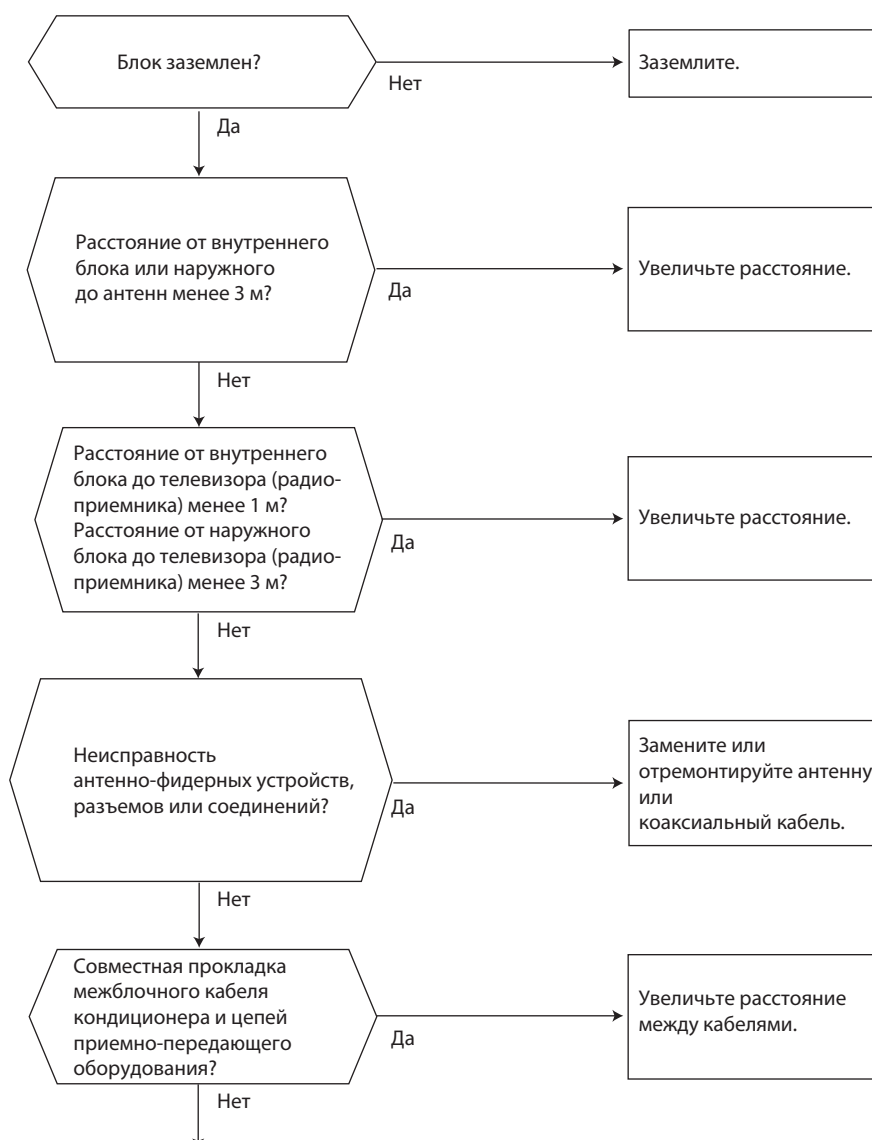 Блок заземлен?
Нет
Заземлите.
Да
Расстояние от внутреннего
блока или наружного
до антенн менее 3 м?
Да
Увеличьте расстояние.
Нет
Расстояние от внутреннего
блока до телевизора (радио-
приемника) менее 1 м?
Расстояние от наружного
блока до телевизора (радио-
приемника) менее 3 м?
Да
Увеличьте расстояние.
Нет
Неисправность
антенно-фидерных устройств,
разъемов или соединений?
Да
Замените или
отремонтируйте антенну
или
коаксиальный кабель.
Нет
Совместная прокладка
межблочного кабеля
кондиционера и цепей
приемно-передающего
оборудования?
Да
Увеличьте расстояние
между кабелями.
Нет